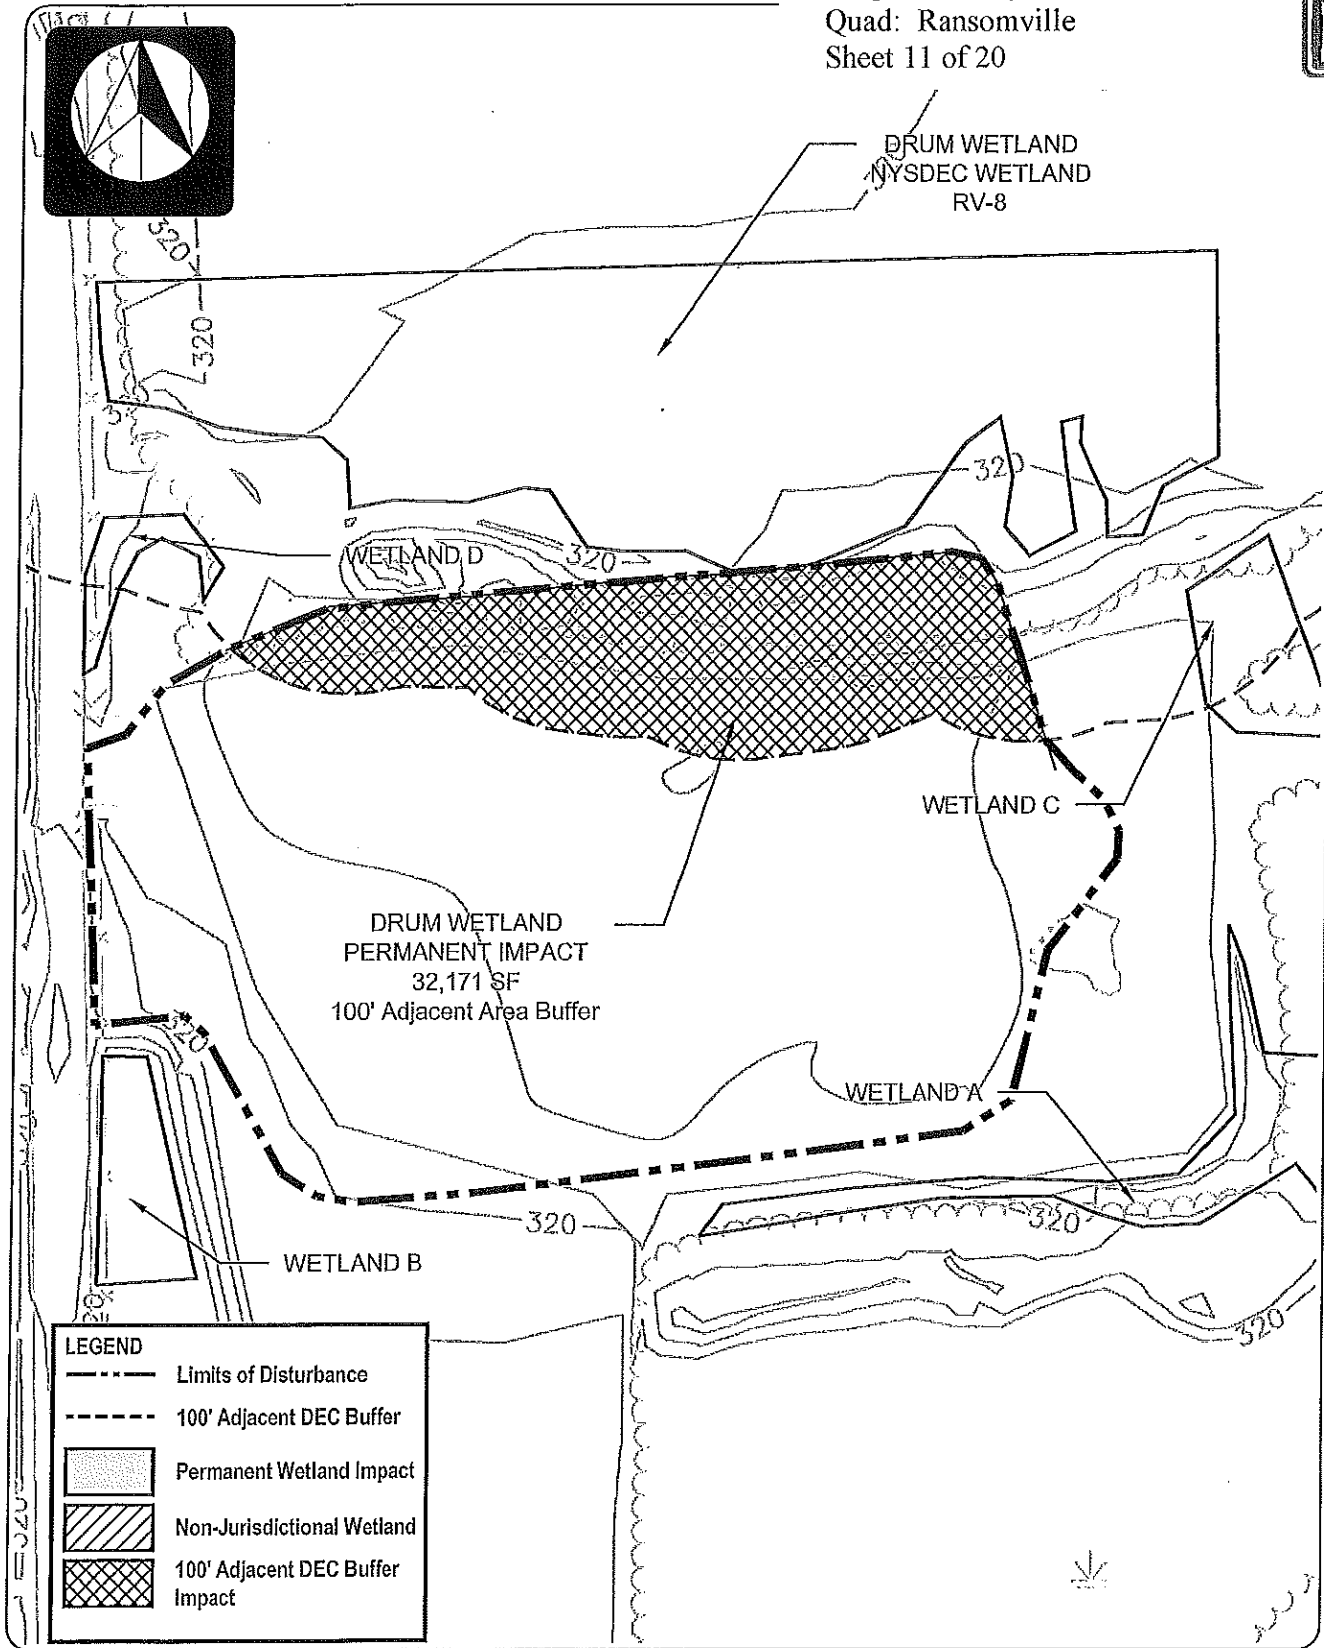 Quad: Ransomville
Sheet 11 of 20
DRUM WETLAND
NYSDEC WETLAND
RV-8
320
320
320
WETLAND D
320
WETLAND C
DRUM WETLAND
PERMANENT IMPACT
32,171 SF
100' Adjacent Area Buffer
320
WETLAND A
320
320
WETLAND B
20
320
LEGEND
Limits of Disturbance
100' Adjacent DEC Buffer
Permanent Wetland Impact
Non-Jurisdictional Wetland
100' Adjacent DEC Buffer
Impact
320